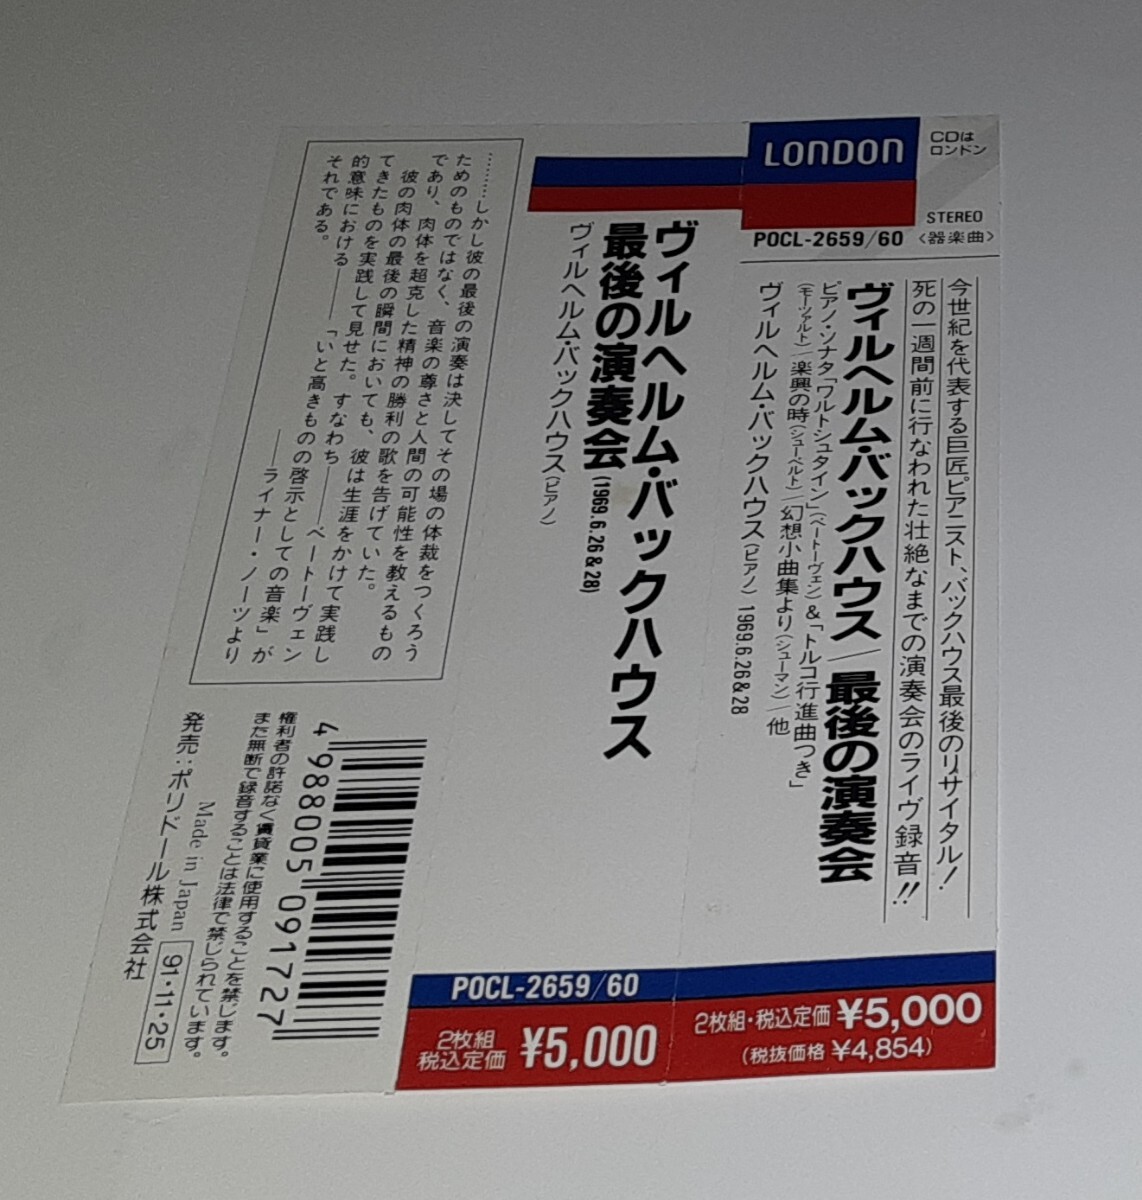 CDは
ロンドン
LONDON
STEREO
POCL-2659/60
〈器楽曲〉
今世紀を代表する巨匠ピアニスト、バックハウス最後のリサイタル!
死の一週間前に行なわれた壮絶なまでの演奏会のライヴ録音!!
ヴィルヘルム・バックハウス/最後の演奏会
ピアノ・ソナタ「ワルトシュタイン」(ベートーヴェン)&「トルコ行進曲つき」
(モーツァルト)/楽興の時(シューベルト)/幻想小曲集より(シューマン)/他
ヴィルヘルム・バックハウス(ピアノ) 1969.6.26&28
2枚組・税込定価 ¥5,000
(税抜価格 ¥4,854)
ヴィルヘルム・バックハウス
最後の演奏会(1969.6.26&28)
ヴィルヘルム・バックハウス(ピアノ)
POCL-2659/60
2枚組
税込定価 ¥5,000
………しかし彼の最後の演奏は決してその場の体裁をつくろう
ためのものではなく、音楽の尊さと人間の可能性を教えるもの
であり、肉体を超克した精神の勝利の歌を告げていた。
彼の肉体の最後の瞬間においても、彼は生涯をかけて実践し
てきたものを実践して見せた。すなわち――ベートーヴェン
的意味における――「いと高きものの啓示としての音楽」が
それである。
――ライナー・ノーツより
4 988005 091727
権利者の許諾なく賃貸業に使用することを禁じます。
また無断で録音することは法律で禁じられています。
Made in Japan
発売:ポリドール株式会社
91・11・25